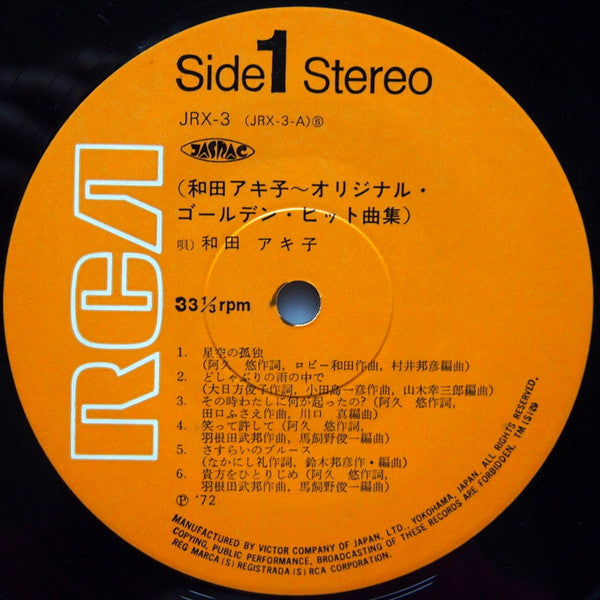 Side 1 Stereo
JRX-3 (JRX-3-A)Ⓑ
JASRAC
RCA
(和田アキ子～オリジナル・
ゴールデン・ヒット曲集)
唄) 和田 アキ子
33⅓rpm
1. 星空の孤独
(阿久 悠作詞, ロビー和田作曲, 村井邦彦編曲)
2. どしゃぶりの雨の中で
(大日方俊子作詞, 小田島一彦作曲, 山木幸三郎編曲)
3. その時わたしに何が起ったの? (阿久 悠作詞,
田口ふさえ作曲, 川口 真編曲)
4. 笑って許して (阿久 悠作詞,
羽根田武邦作曲, 馬飼野俊一編曲)
5. さすらいのブルース
(なかにし礼作詞, 鈴木邦彦作・編曲)
6. 貴方をひとりじめ (阿久 悠作詞,
羽根田武邦作曲, 馬飼野俊一編曲)
Ⓟ '72
MANUFACTURED BY VICTOR COMPANY OF JAPAN, LTD., YOKOHAMA, JAPAN. ALL RIGHTS RESERVED,
COPYING, PUBLIC PERFORMANCE, BROADCASTING OF THESE RECORDS ARE FORBIDDEN. TM(S)®
REG MARCA(S) REGISTRADA(S) RCA CORPORATION.